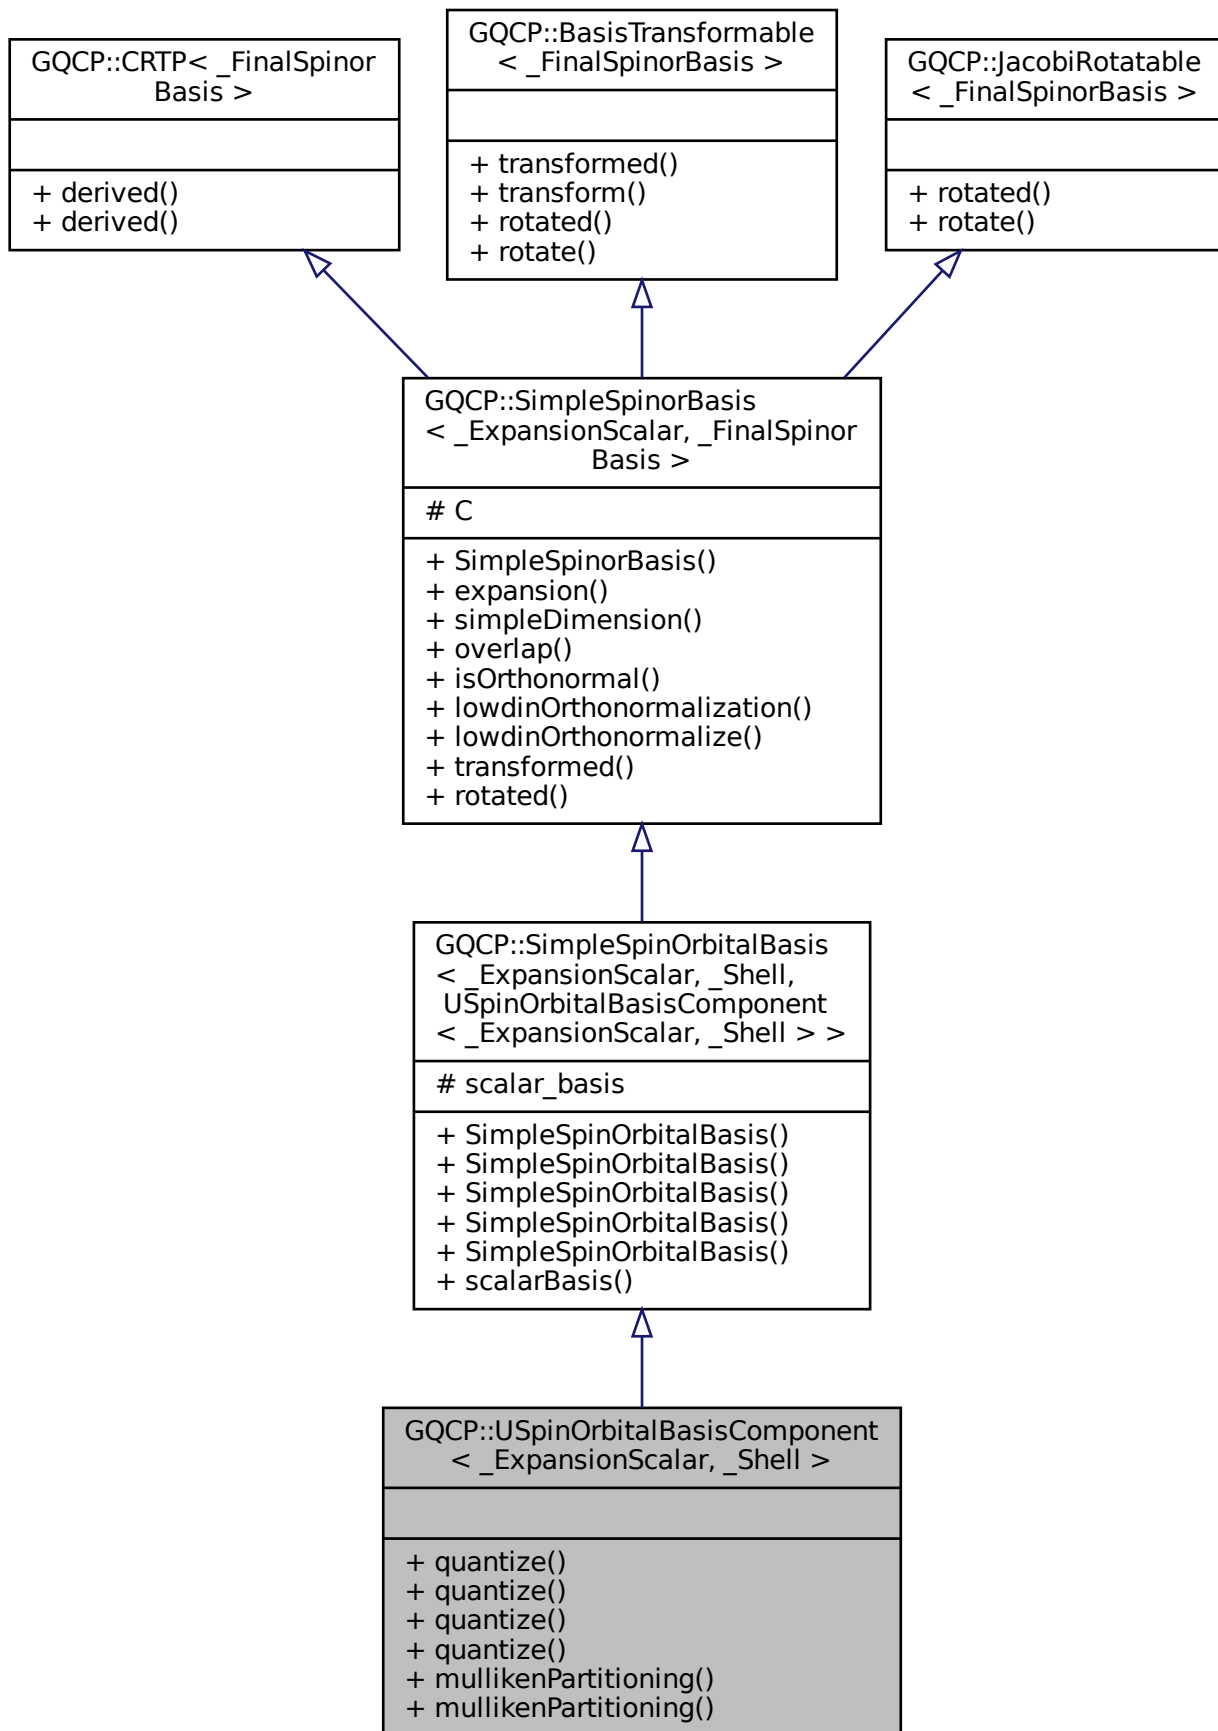 GQCP::CRTP< _FinalSpinor
Basis >
+ derived()
+ derived()
GQCP::BasisTransformable
< _FinalSpinorBasis >
+ transformed()
+ transform()
+ rotated()
+ rotate()
GQCP::JacobiRotatable
< _FinalSpinorBasis >
+ rotated()
+ rotate()
GQCP::SimpleSpinorBasis
< _ExpansionScalar, _FinalSpinor
Basis >
# C
+ SimpleSpinorBasis()
+ expansion()
+ simpleDimension()
+ overlap()
+ isOrthonormal()
+ lowdinOrthonormalization()
+ lowdinOrthonormalize()
+ transformed()
+ rotated()
GQCP::SimpleSpinOrbitalBasis
< _ExpansionScalar, _Shell,
USpinOrbitalBasisComponent
< _ExpansionScalar, _Shell > >
# scalar_basis
+ SimpleSpinOrbitalBasis()
+ SimpleSpinOrbitalBasis()
+ SimpleSpinOrbitalBasis()
+ SimpleSpinOrbitalBasis()
+ SimpleSpinOrbitalBasis()
+ scalarBasis()
GQCP::USpinOrbitalBasisComponent
< _ExpansionScalar, _Shell >
+ quantize()
+ quantize()
+ quantize()
+ quantize()
+ mullikenPartitioning()
+ mullikenPartitioning()